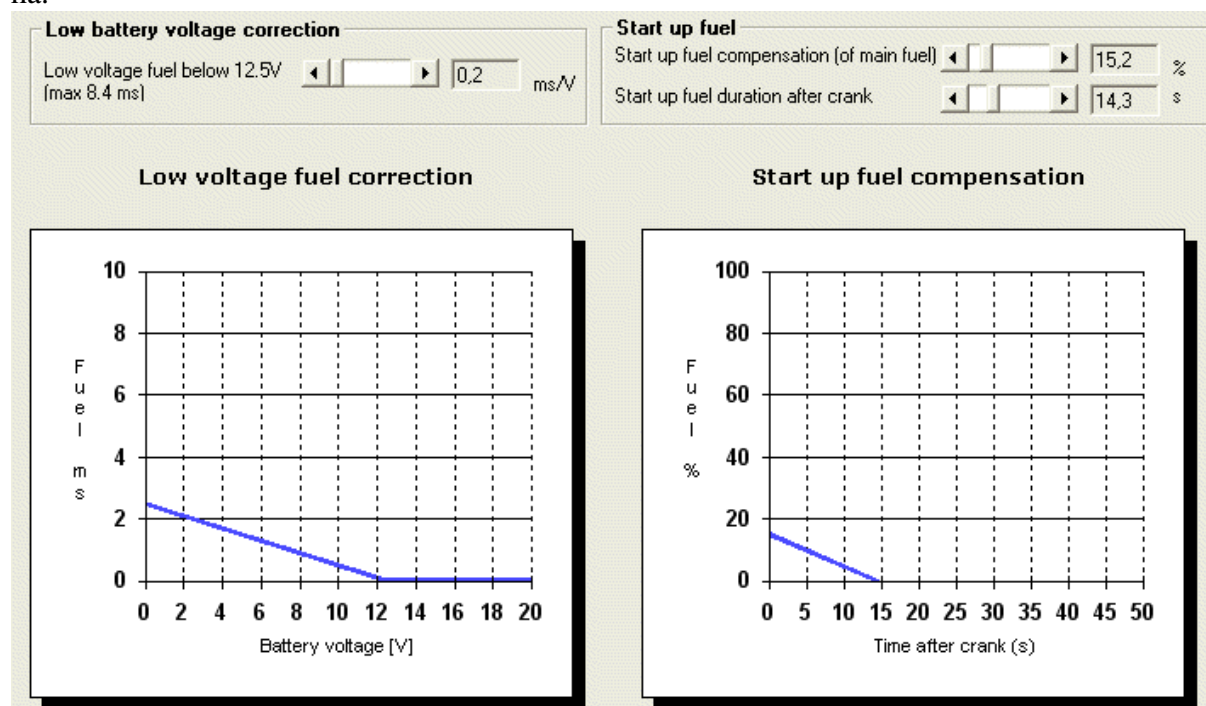 Low battery voltage correction
Low voltage fuel below 12.5V
(max 8.4 ms)
0,2
ms/V
Start up fuel
Start up fuel compensation (of main fuel)
15,2
%
Start up fuel duration after crank
14,3
s
Low voltage fuel correction
10
8
6
4
2
0
Fuel ms
0 2 4 6 8 10 12 14 16 18 20
Battery voltage [V]
Start up fuel compensation
100
80
60
40
20
0
Fuel %
0 5 10 15 20 25 30 35 40 45 50
Time after crank (s)